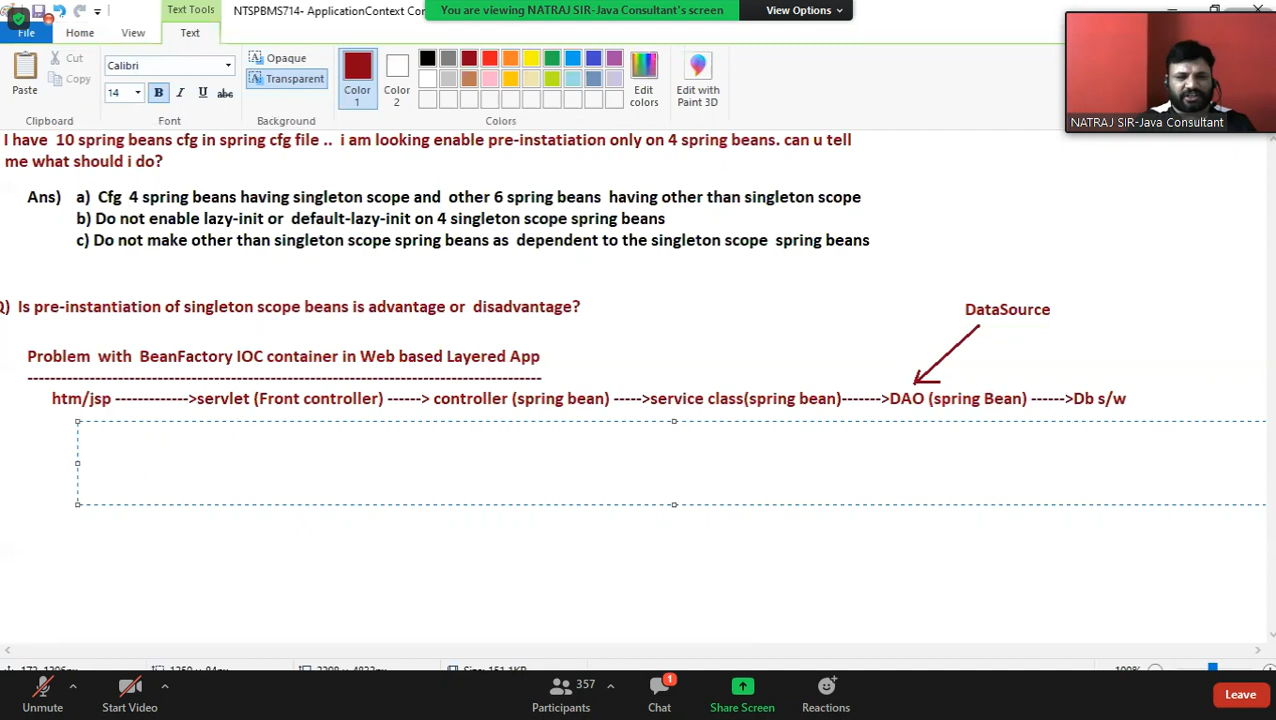 Text Tools
NTSPBMS714- ApplicationContext Con
You are viewing NATRAJ SIR-Java Consultant's screen
View Options
File
Home
View
Text
Paste
Cut
Copy
Clipboard
Calibri
14
B
I
U
abc
Font
Opaque
Transparent
Background
Color
1
Color
2
Edit
colors
Edit with
Paint 3D
Colors
NATRAJ SIR-Java Consultant
I have 10 spring beans cfg in spring cfg file .. i am looking enable pre-instatiation only on 4 spring beans. can u tell
me what should i do?
Ans) a) Cfg 4 spring beans having singleton scope and other 6 spring beans having other than singleton scope
b) Do not enable lazy-init or default-lazy-init on 4 singleton scope spring beans
c) Do not make other than singleton scope spring beans as dependent to the singleton scope spring beans
Q) Is pre-instantiation of singleton scope beans is advantage or disadvantage?
DataSource
Problem with BeanFactory IOC container in Web based Layered App
------------------------------------------------------------------------------------------
htm/jsp ------------->servlet (Front controller) ------> controller (spring bean) ----->service class(spring bean)------->DAO (spring Bean) ------>Db s/w
100%
Unmute
Start Video
357
Participants
1
Chat
Share Screen
Reactions
Leave